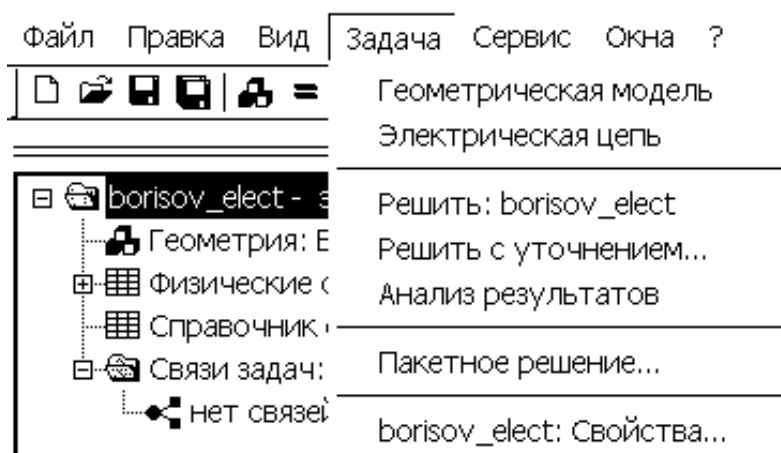 Файл Правка Вид Задача Сервис Окна ?
Геометрическая модель
Электрическая цепь
borisov_elect - э
Решить: borisov_elect
Геометрия:
Решить с уточнением...
Физические с
Анализ результатов
Справочник
Связи задач:
Пакетное решение...
нет связей
borisov_elect: Свойства...